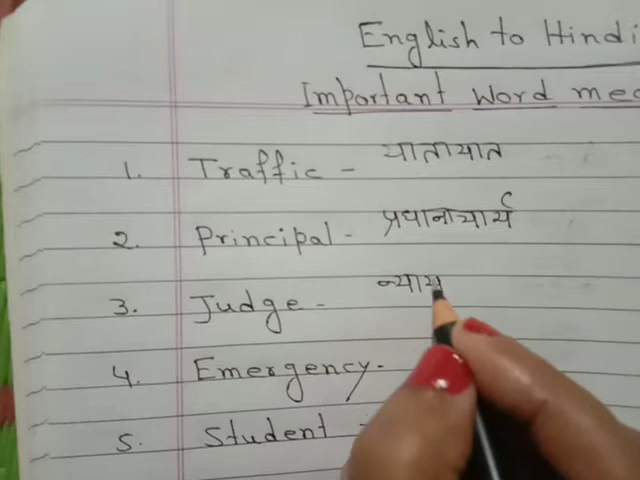 English to Hindi
Important Word
1. Traffic - यातायात
2. Principal - प्रधानाचार्य
3. Judge - न्याय
4. Emergency -
5. Student -